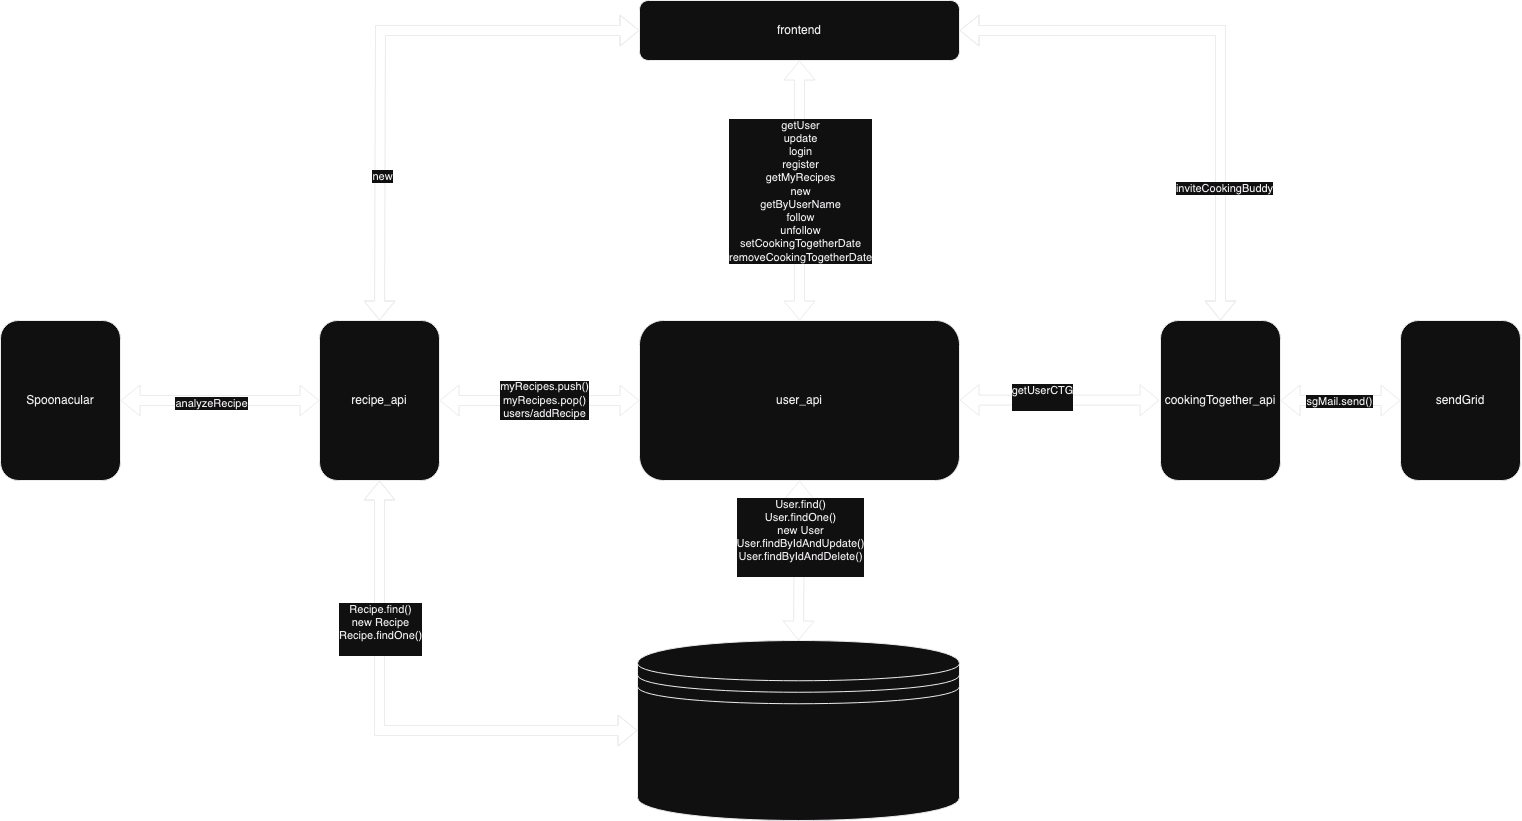 frontend
getUser
update
login
register
getMyRecipes
new
getByUserName
follow
unfollow
setCookingTogetherDate
removeCookingTogetherDate
new
inviteCookingBuddy
Spoonacular
analyzeRecipe
recipe_api
myRecipes.push()
myRecipes.pop()
users/addRecipe
user_api
getUserCTG
cookingTogether_api
sgMail.send()
sendGrid
User.find()
User.findOne()
new User
User.findByIdAndUpdate()
User.findByIdAndDelete()
Recipe.find()
new Recipe
Recipe.findOne()